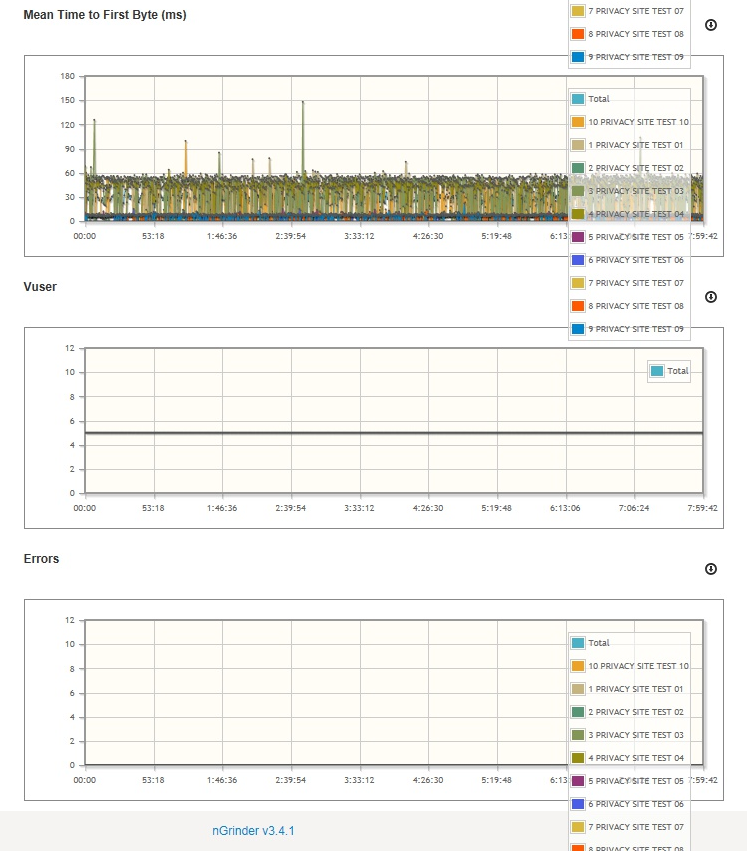 Mean Time to First Byte (ms)
7 PRIVACY SITE TEST 07
8 PRIVACY SITE TEST 08
9 PRIVACY SITE TEST 09
180
150
120
90
60
30
0
00:00 53:18 1:46:36 2:39:54 3:33:12 4:26:30 5:19:48 6:13 7:59:42
Total
10 PRIVACY SITE TEST 10
1 PRIVACY SITE TEST 01
2 PRIVACY SITE TEST 02
3 PRIVACY SITE TEST 03
4 PRIVACY SITE TEST 04
5 PRIVACY SITE TEST 05
6 PRIVACY SITE TEST 06
7 PRIVACY SITE TEST 07
8 PRIVACY SITE TEST 08
9 PRIVACY SITE TEST 09
Vuser
12
10
8
6
4
2
0
00:00 53:18 1:46:36 2:39:54 3:33:12 4:26:30 5:19:48 6:13:06 7:06:24 7:59:42
Total
Errors
12
10
8
6
4
2
0
00:00 53:18 1:46:36 2:39:54 3:33:12 4:26:30 5:19:48 6:13 7:59:42
Total
10 PRIVACY SITE TEST 10
1 PRIVACY SITE TEST 01
2 PRIVACY SITE TEST 02
3 PRIVACY SITE TEST 03
4 PRIVACY SITE TEST 04
5 PRIVACY SITE TEST 05
6 PRIVACY SITE TEST 06
7 PRIVACY SITE TEST 07
8 PRIVACY SITE TEST 08
nGrinder v3.4.1